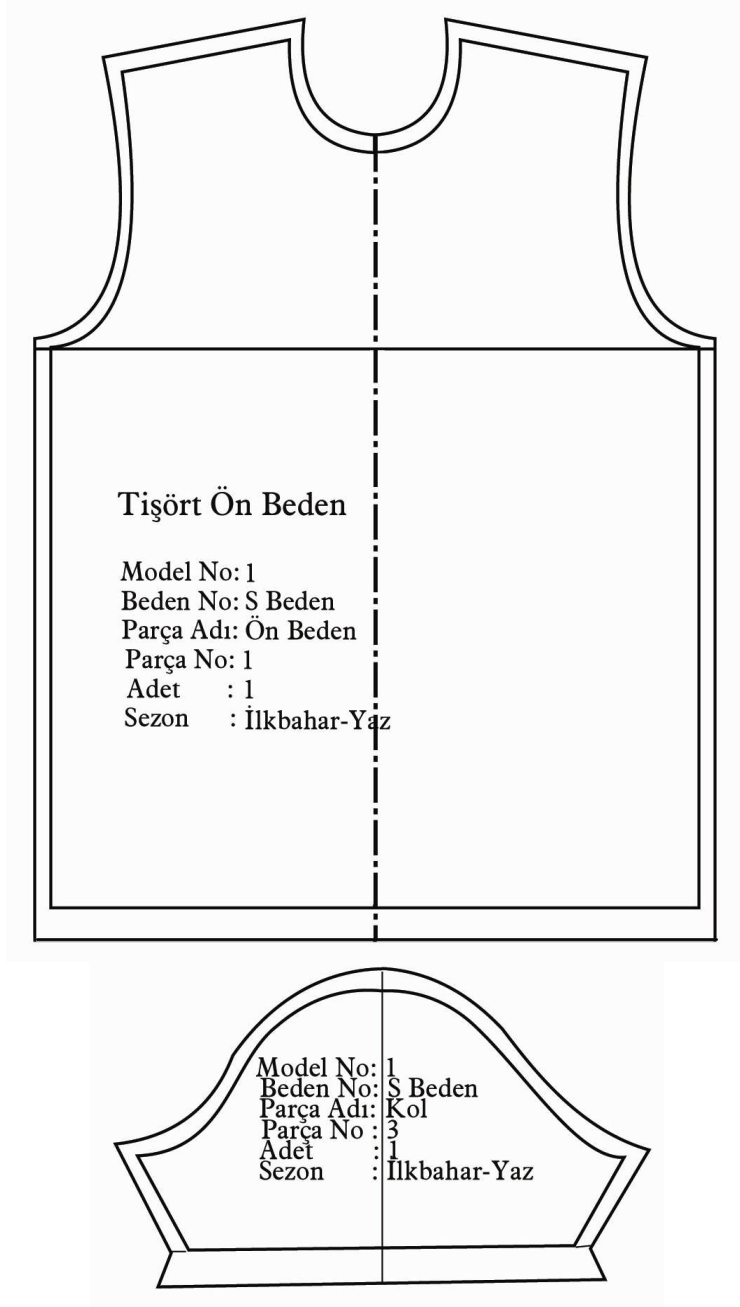 Tişört Ön Beden
Model No: 1
Beden No: S Beden
Parça Adı: Ön Beden
Parça No: 1
Adet : 1
Sezon : İlkbahar-Yaz
Model No: 1
Beden No: S Beden
Parça Adı: Kol
Parça No : 3
Adet : 1
Sezon : İlkbahar-Yaz